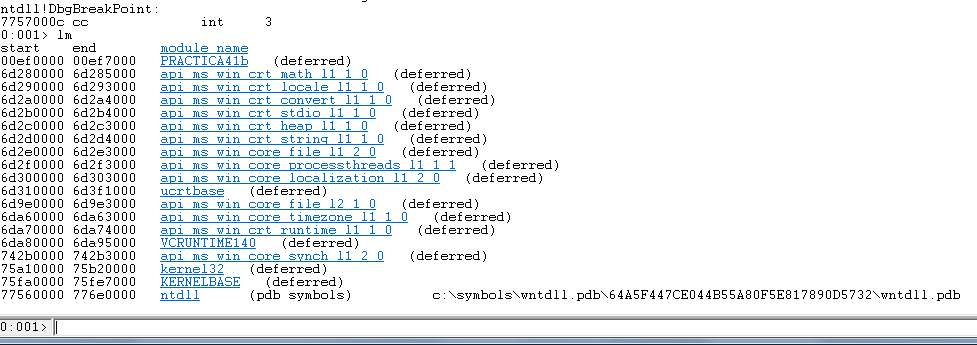 ntdll!DbgBreakPoint:
7757000c cc              int     3
0:001> lm
start    end        module name
00ef0000 00ef7000   PRACTICA41b   (deferred)
6d280000 6d285000   api_ms_win_crt_math_l1_1_0   (deferred)
6d290000 6d293000   api_ms_win_crt_locale_l1_1_0   (deferred)
6d2a0000 6d2a4000   api_ms_win_crt_convert_l1_1_0   (deferred)
6d2b0000 6d2b4000   api_ms_win_crt_stdio_l1_1_0   (deferred)
6d2c0000 6d2c3000   api_ms_win_crt_heap_l1_1_0   (deferred)
6d2d0000 6d2d4000   api_ms_win_crt_string_l1_1_0   (deferred)
6d2e0000 6d2e3000   api_ms_win_core_file_l1_2_0   (deferred)
6d2f0000 6d2f3000   api_ms_win_core_processthreads_l1_1_1   (deferred)
6d300000 6d303000   api_ms_win_core_localization_l1_2_0   (deferred)
6d310000 6d3f1000   ucrtbase   (deferred)
6d9e0000 6d9e3000   api_ms_win_core_file_l2_1_0   (deferred)
6da60000 6da63000   api_ms_win_core_timezone_l1_1_0   (deferred)
6da70000 6da74000   api_ms_win_crt_runtime_l1_1_0   (deferred)
6da80000 6da95000   VCRUNTIME140   (deferred)
742b0000 742b3000   api_ms_win_core_synch_l1_2_0   (deferred)
75a10000 75b20000   kernel32   (deferred)
75fa0000 75fe7000   KERNELBASE   (deferred)
77560000 776e0000   ntdll      (pdb symbols)          c:\symbols\wntdll.pdb\64A5F447CE044B55A80F5E817890D5732\wntdll.pdb
0:001>